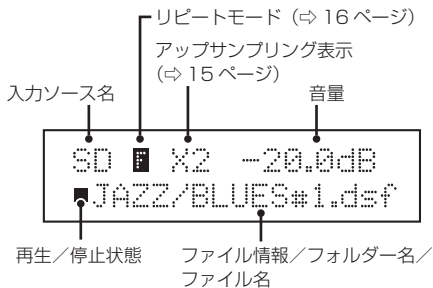 リピートモード（⇨ 16 ページ）
アップサンプリング表示
（⇨ 15 ページ）
入力ソース名
音量
SD F X2 -20.0dB
JAZZ/BLUES#1.dsf
再生／停止状態
ファイル情報／フォルダー名／
ファイル名